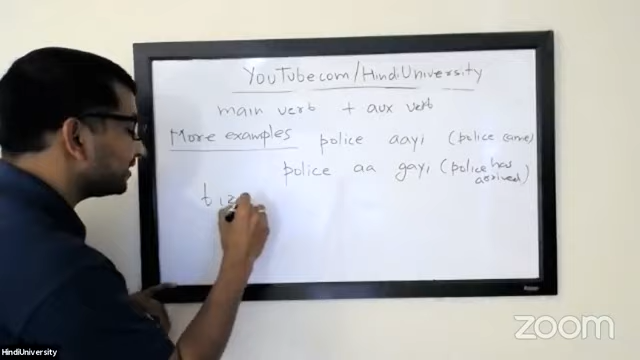 YouTube.com/HindiUniversity
main verb + aux verb
More examples police aayi (police came)
police aa gayi (police has arrived)
HindiUniversity
zoom